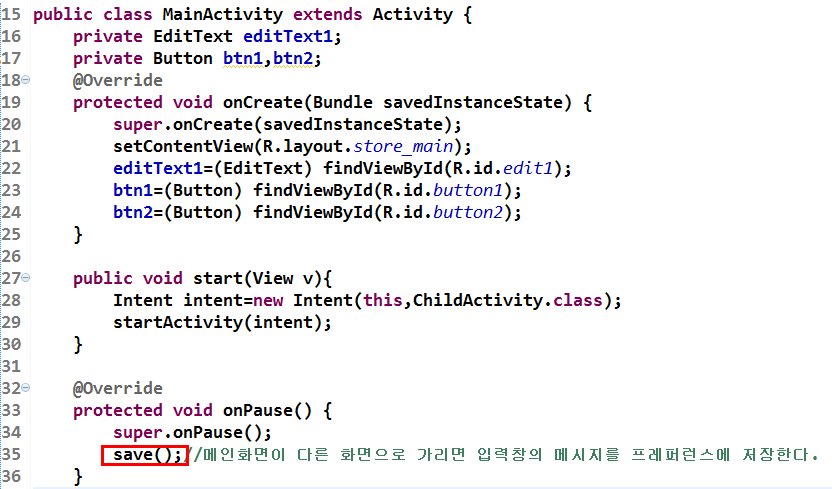 15 public class MainActivity extends Activity {
16     private EditText editText1;
17     private Button btn1,btn2;
18     @Override
19     protected void onCreate(Bundle savedInstanceState) {
20         super.onCreate(savedInstanceState);
21         setContentView(R.layout.store_main);
22         editText1=(EditText) findViewById(R.id.edit1);
23         btn1=(Button) findViewById(R.id.button1);
24         btn2=(Button) findViewById(R.id.button2);
25     }
26
27     public void start(View v){
28         Intent intent=new Intent(this,ChildActivity.class);
29         startActivity(intent);
30     }
31
32     @Override
33     protected void onPause() {
34         super.onPause();
35         save();//메인화면이 다른 화면으로 가리면 입력창의 메시지를 프레퍼런스에 저장한다.
36     }